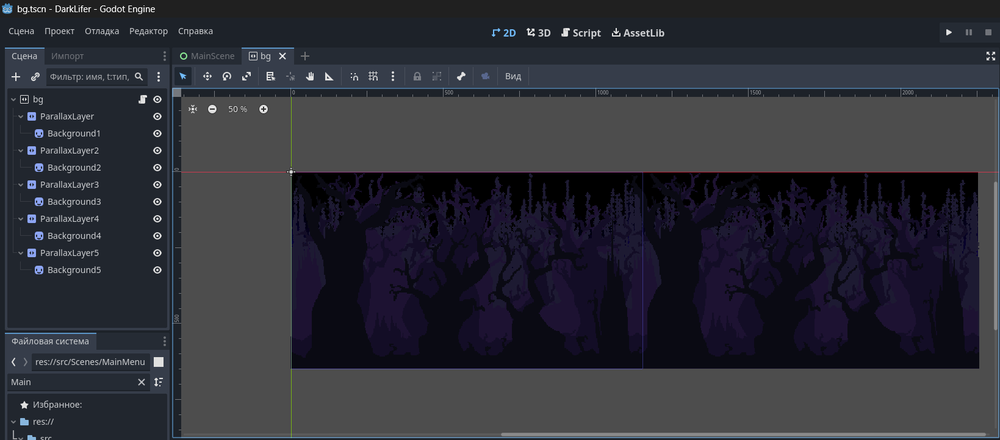 bg.tscn - DarkLifer - Godot Engine
Сцена Проект Отладка Редактор Справка
2D 3D Script AssetLib
Сцена Импорт
MainScene bg
Фильтр: имя, t:тип,
Вид
bg
ParallaxLayer
Background1
ParallaxLayer2
Background2
ParallaxLayer3
Background3
ParallaxLayer4
Background4
ParallaxLayer5
Background5
0 500 1000 1500 2000
50 %
0
500
Файловая система
res://src/Scenes/MainMenu
Main
Избранное:
res://
src